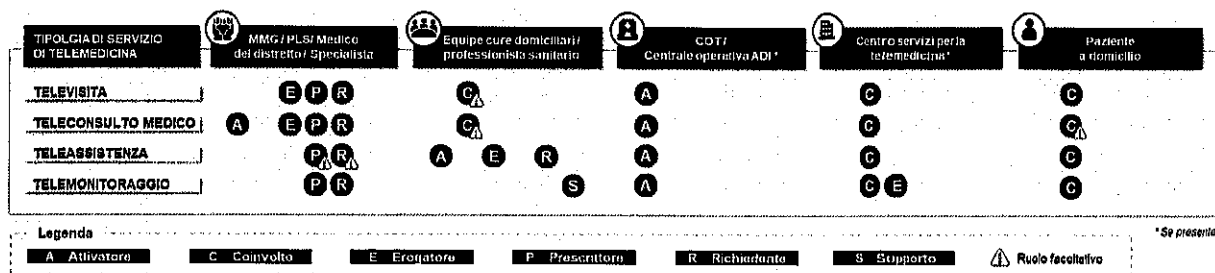 TIPOLGIA DI SERVIZIO DI TELEMEDICINA
MMG / PLS / Medico del distretto / Specialista
Equipe cure domiciliari / professionista sanitario
COT / Centrale operativa ADI *
Centro servizi per la telemedicina*
Paziente a domicilio
TELEVISITA E P R C A C C
TELECONSULTO MEDICO A E P R C A C C
TELEASSISTENZA P R A E R A C C
TELEMONITORAGGIO P R S A C E C
* Se presente
Legenda
A Attivatore C Coinvolto E Erogatore P Prescrittore R Richiedente S Supporto Ruolo facoltativo